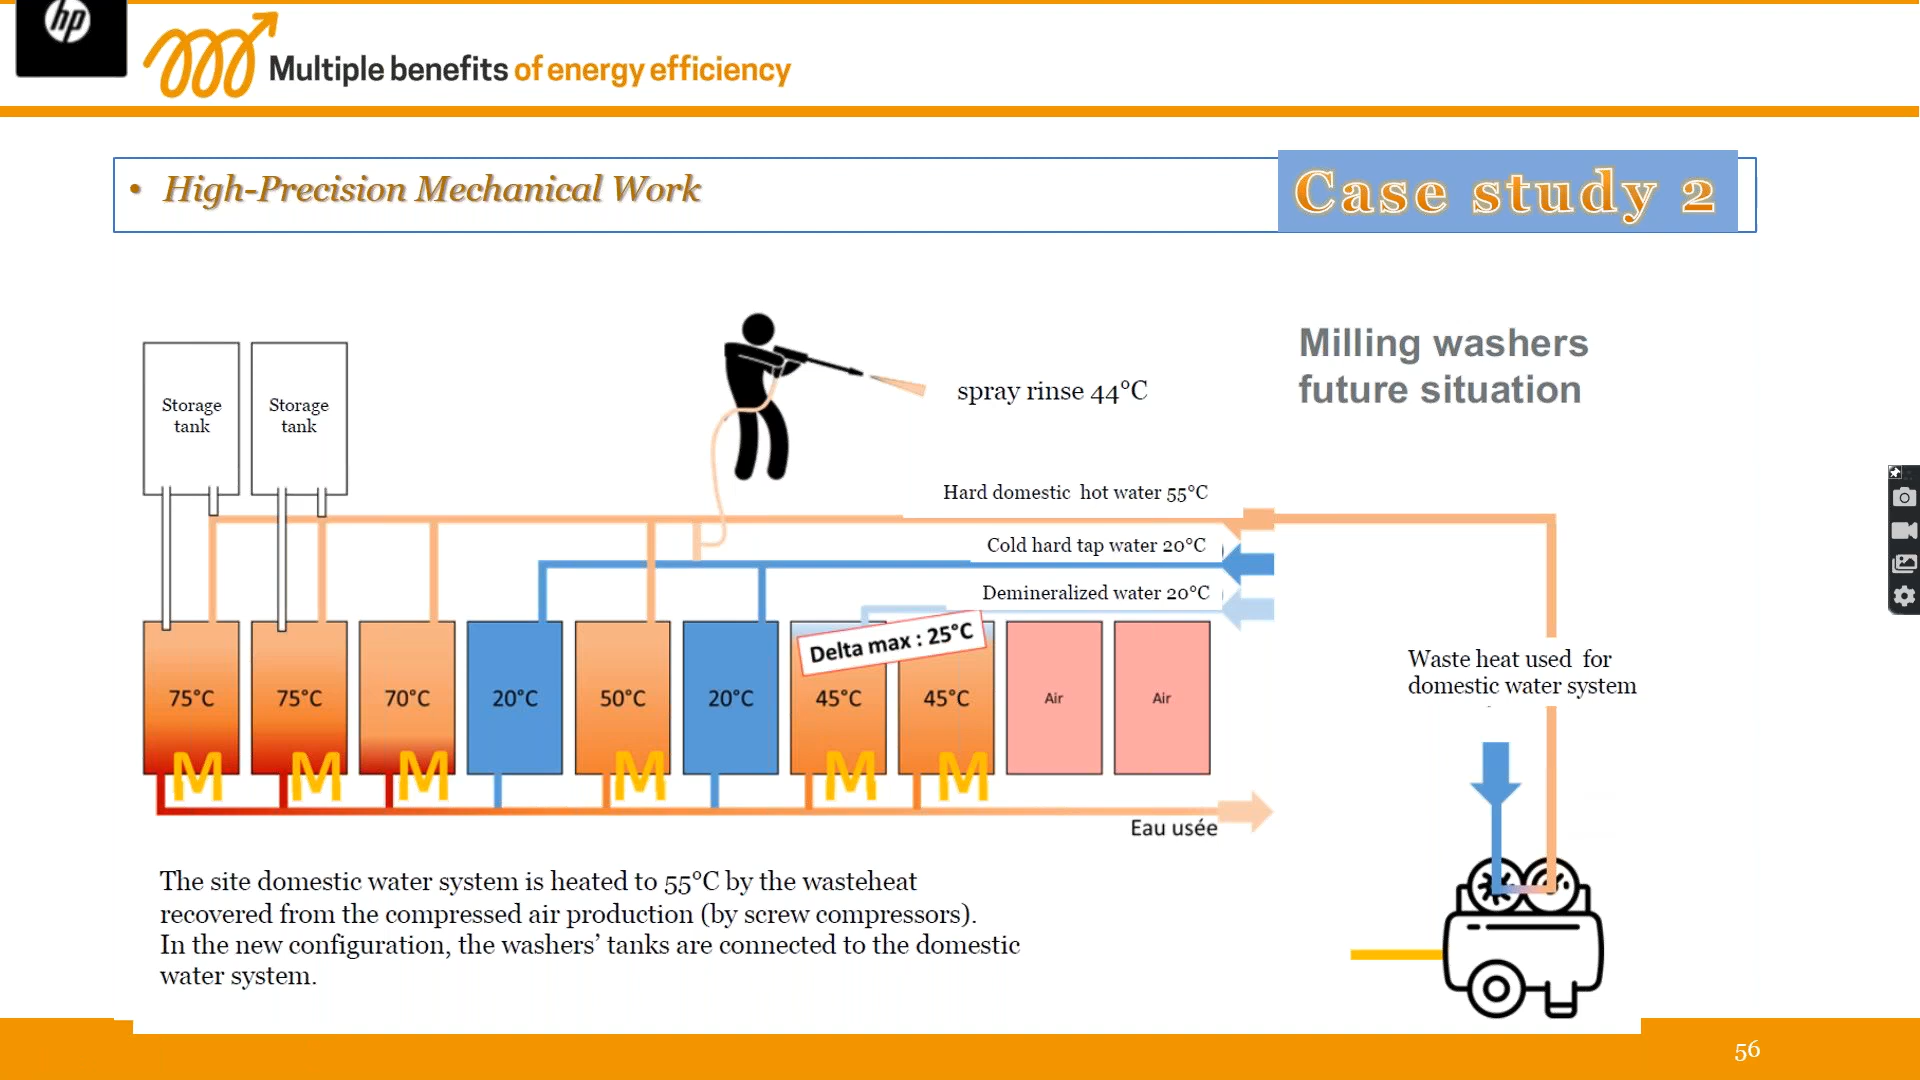 hp
Multiple benefits of energy efficiency
• High-Precision Mechanical Work
Case study 2
Milling washers
future situation
Storage
tank
Storage
tank
spray rinse 44°C
Hard domestic hot water 55°C
Cold hard tap water 20°C
Demineralized water 20°C
Delta max : 25°C
75°C
75°C
70°C
20°C
50°C
20°C
45°C
45°C
Air
Air
M
M
M
M
M
M
Eau usée
Waste heat used for
domestic water system
The site domestic water system is heated to 55°C by the wasteheat
recovered from the compressed air production (by screw compressors).
In the new configuration, the washers’ tanks are connected to the domestic
water system.
56